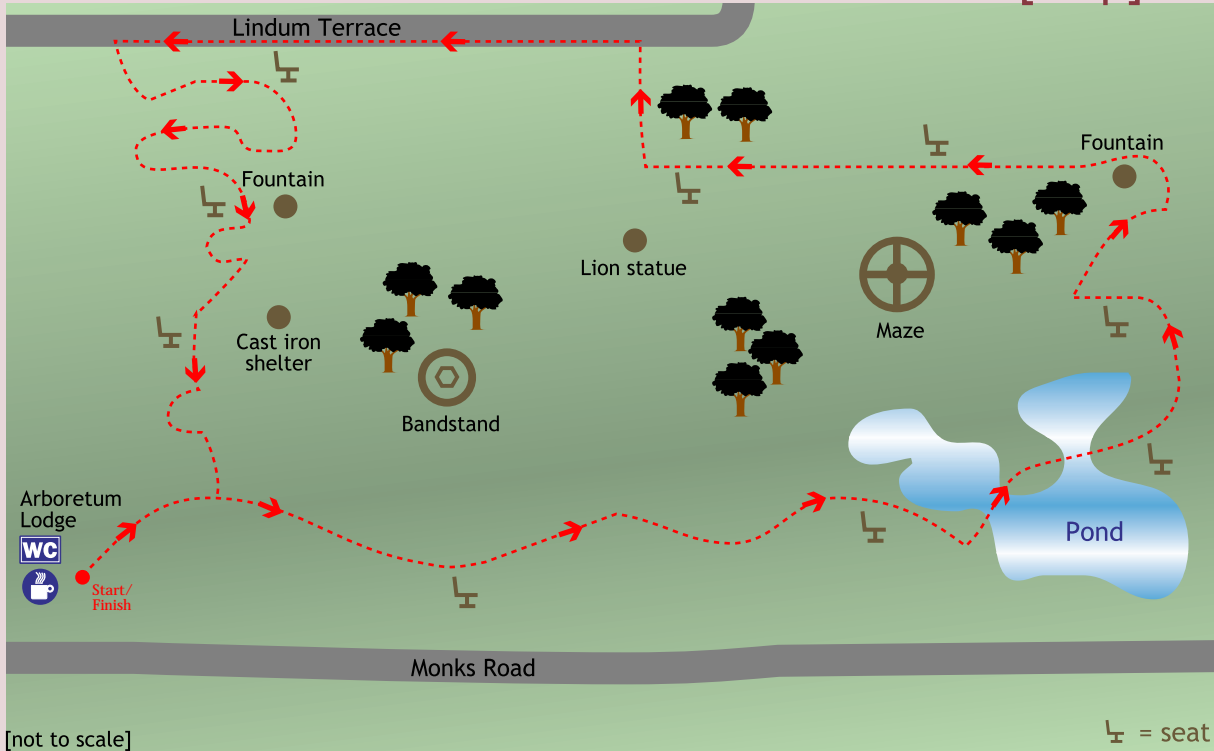 Lindum Terrace
Fountain
Fountain
Lion statue
Cast iron
shelter
Maze
Bandstand
Arboretum
Lodge
WC
Start/
Finish
Pond
Monks Road
[not to scale]
= seat